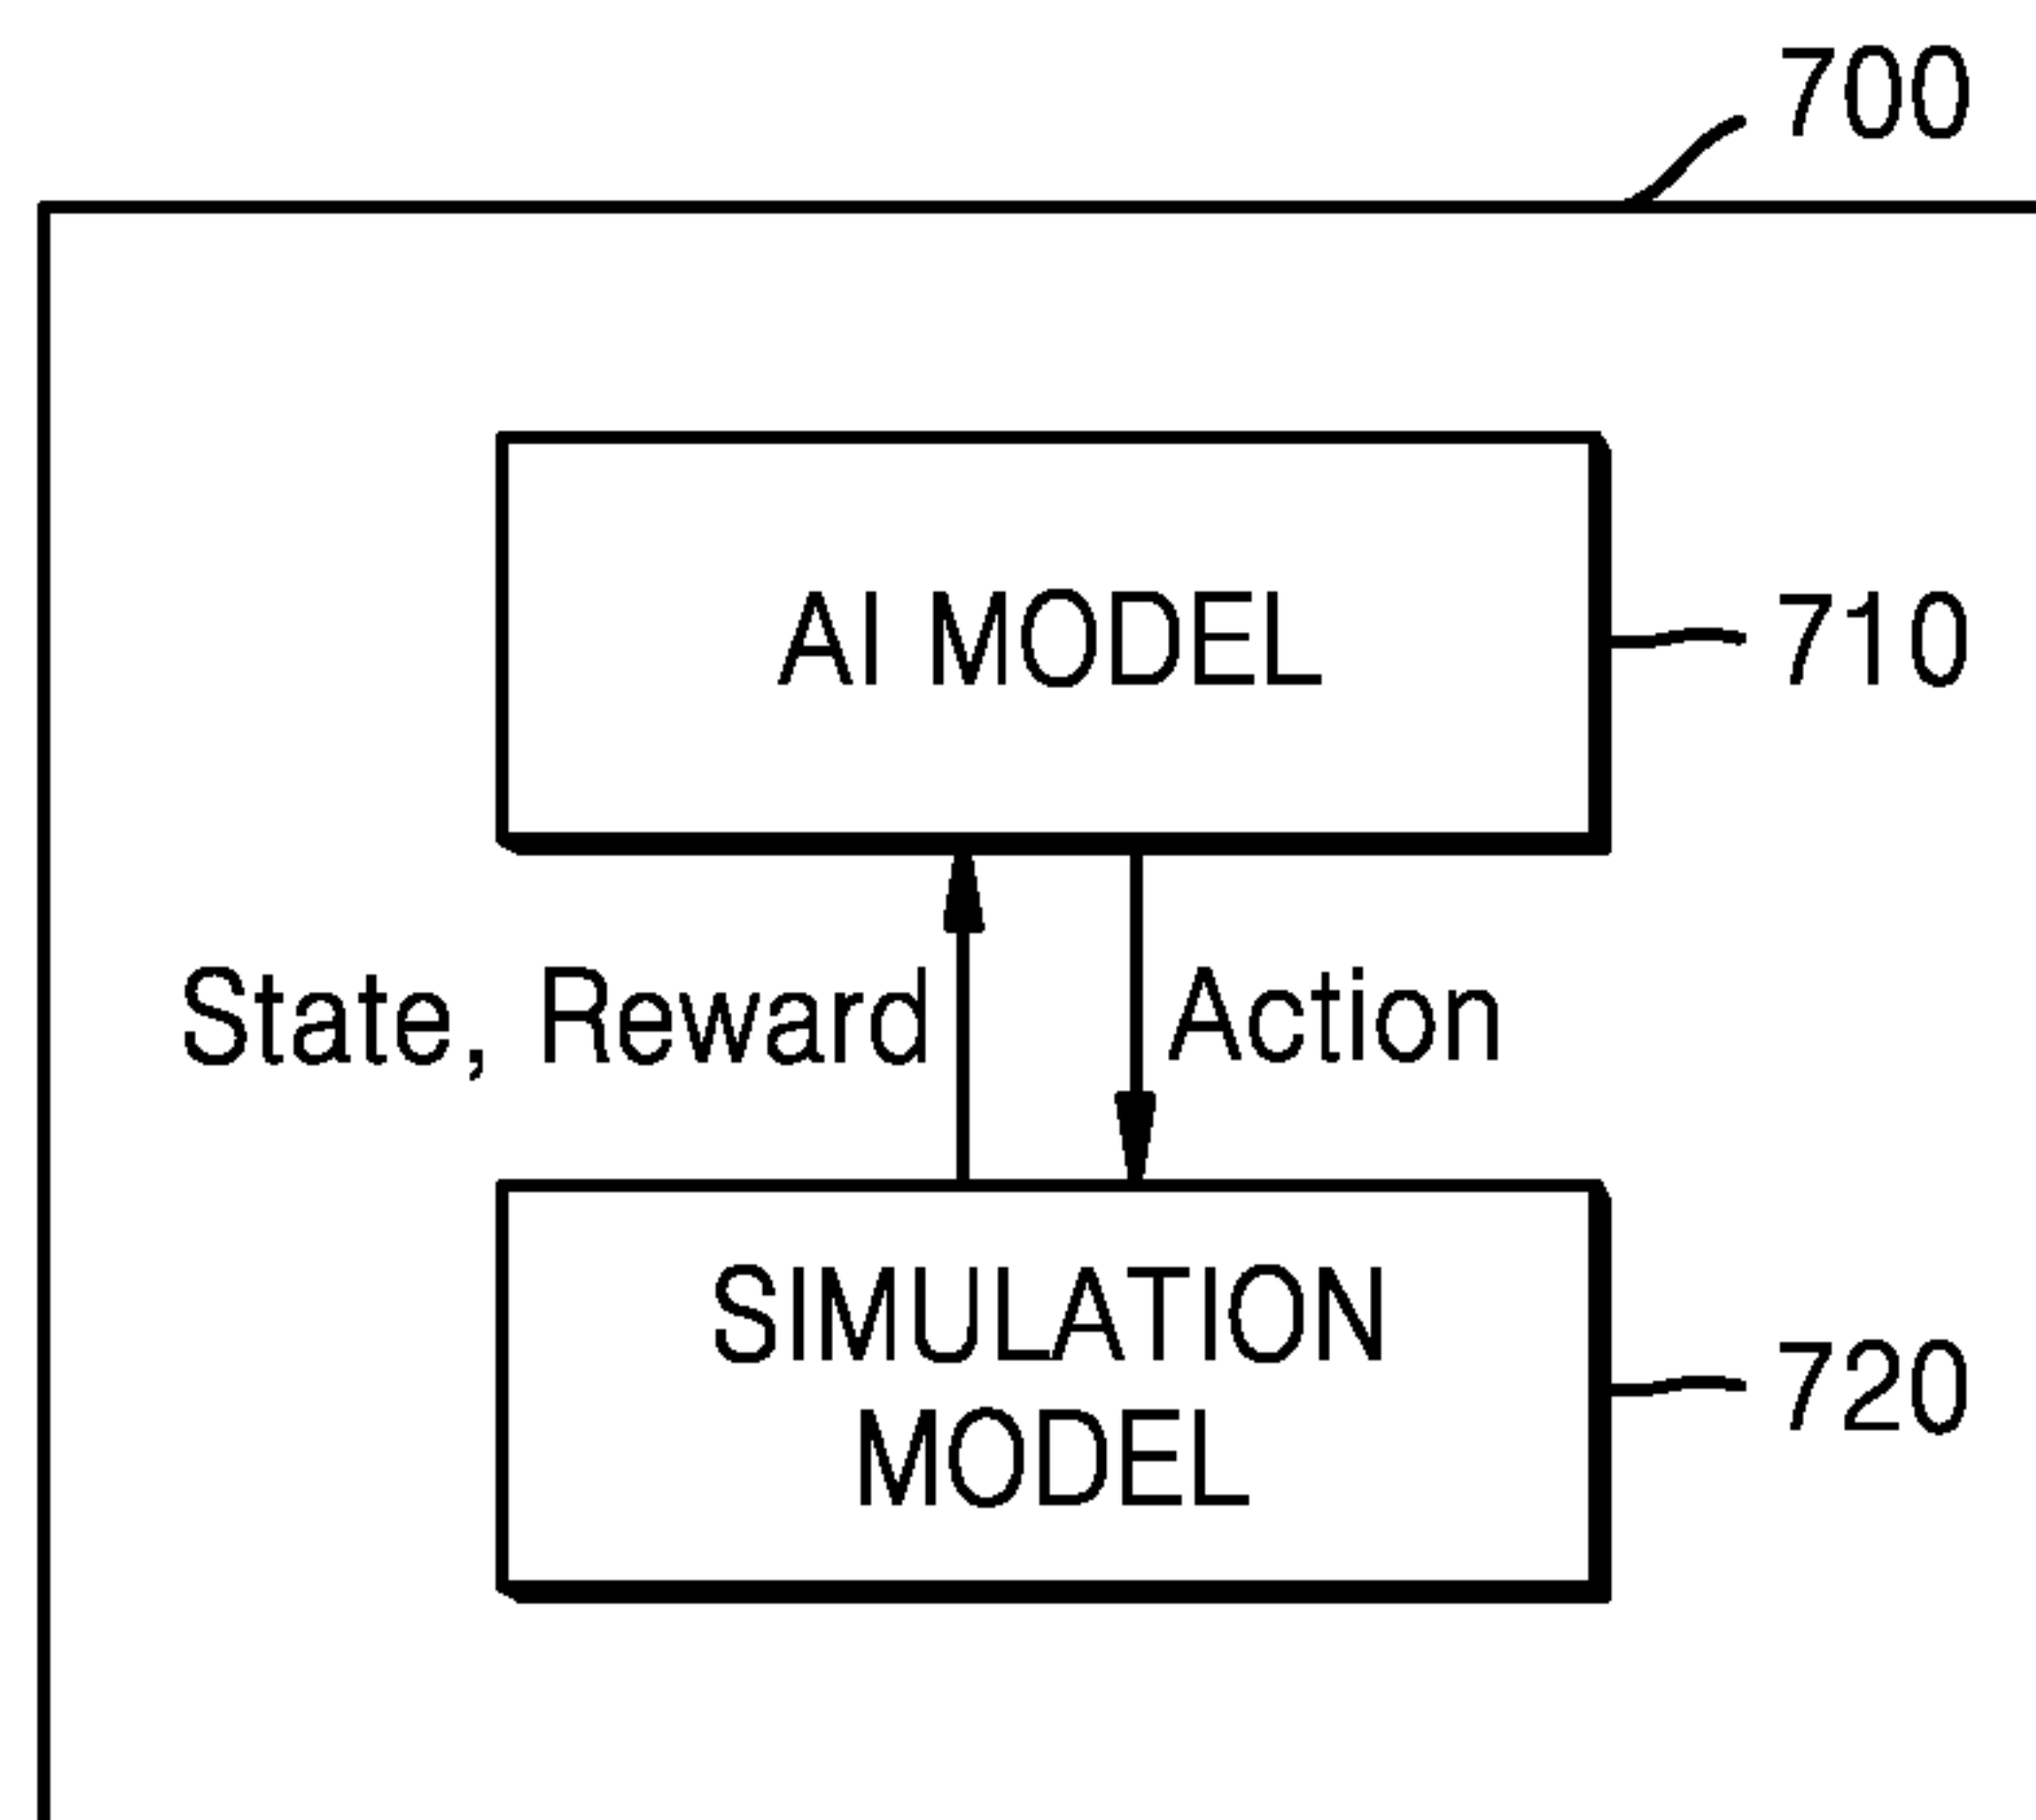 700
AI MODEL
710
State, Reward
Action
SIMULATION
MODEL
720